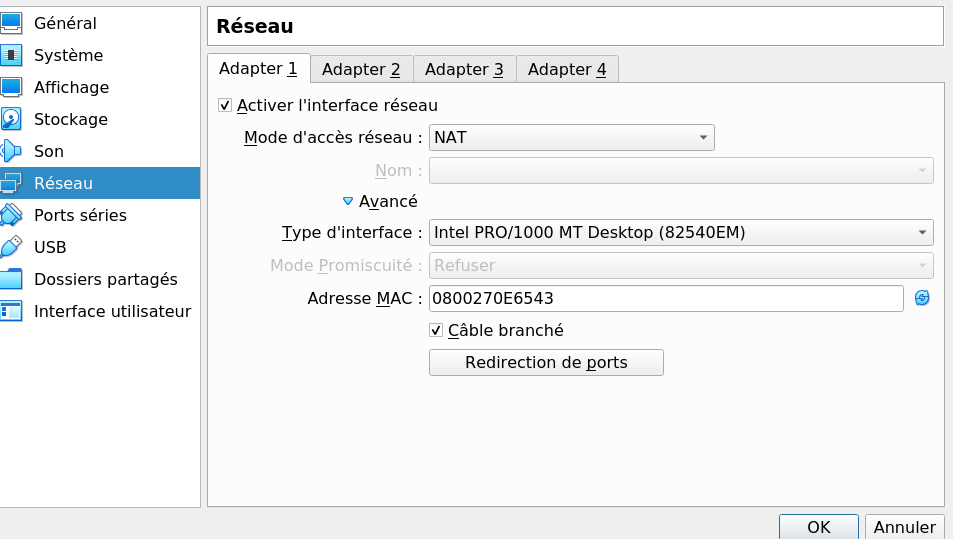 Général
Système
Affichage
Stockage
Son
Réseau
Ports séries
USB
Dossiers partagés
Interface utilisateur
Réseau
Adapter 1
Adapter 2
Adapter 3
Adapter 4
Activer l'interface réseau
Mode d'accès réseau : NAT
Nom :
Avancé
Type d'interface : Intel PRO/1000 MT Desktop (82540EM)
Mode Promiscuité : Refuser
Adresse MAC : 0800270E6543
Câble branché
Redirection de ports
OK
Annuler